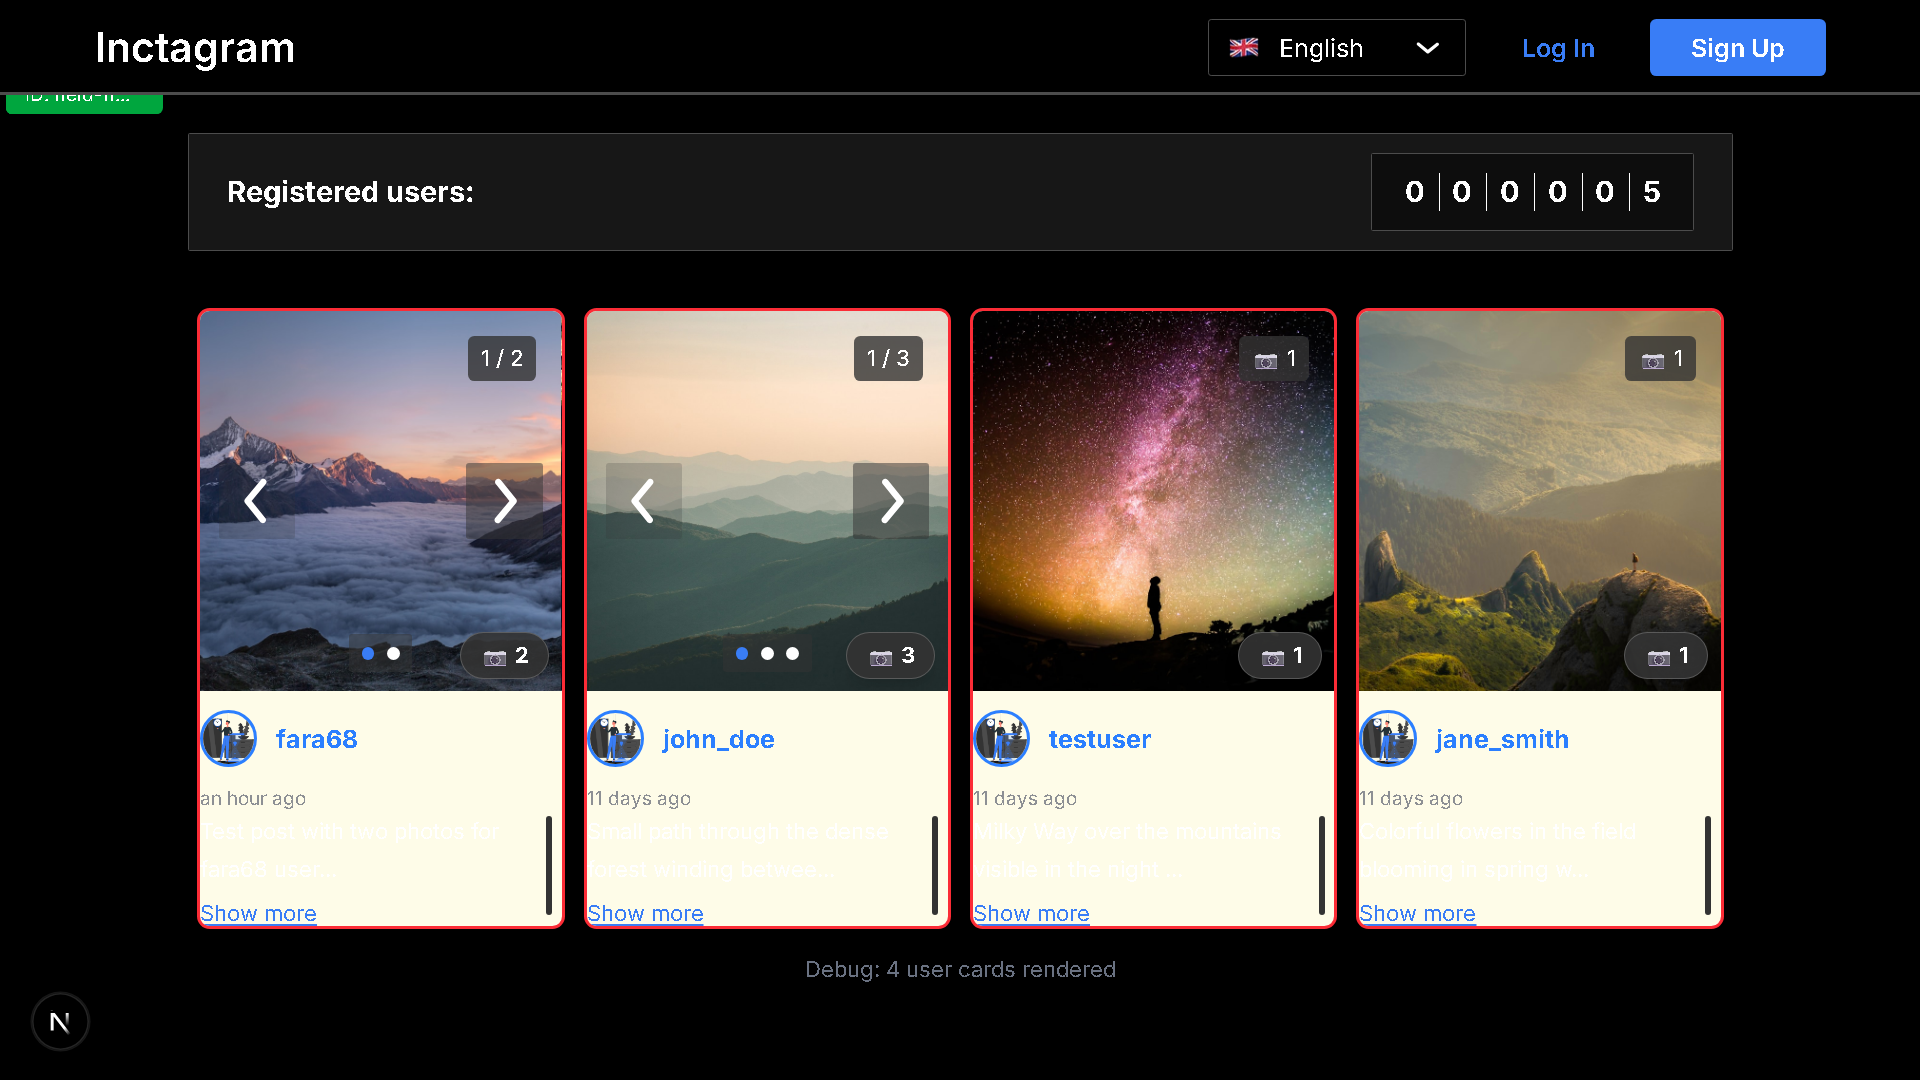 Inctagram
English
Log In
Sign Up
Registered users:
0 0 0 0 0 5
1 / 2
2
fara68
an hour ago
Test post with two photos for
fara68 user...
Show more
1 / 3
3
john_doe
11 days ago
Small path through the dense
forest winding betwee...
Show more
1
1
testuser
11 days ago
Milky Way over the mountains
visible in the night ...
Show more
1
1
jane_smith
11 days ago
Colorful flowers in the field
blooming in spring w...
Show more
Debug: 4 user cards rendered
N